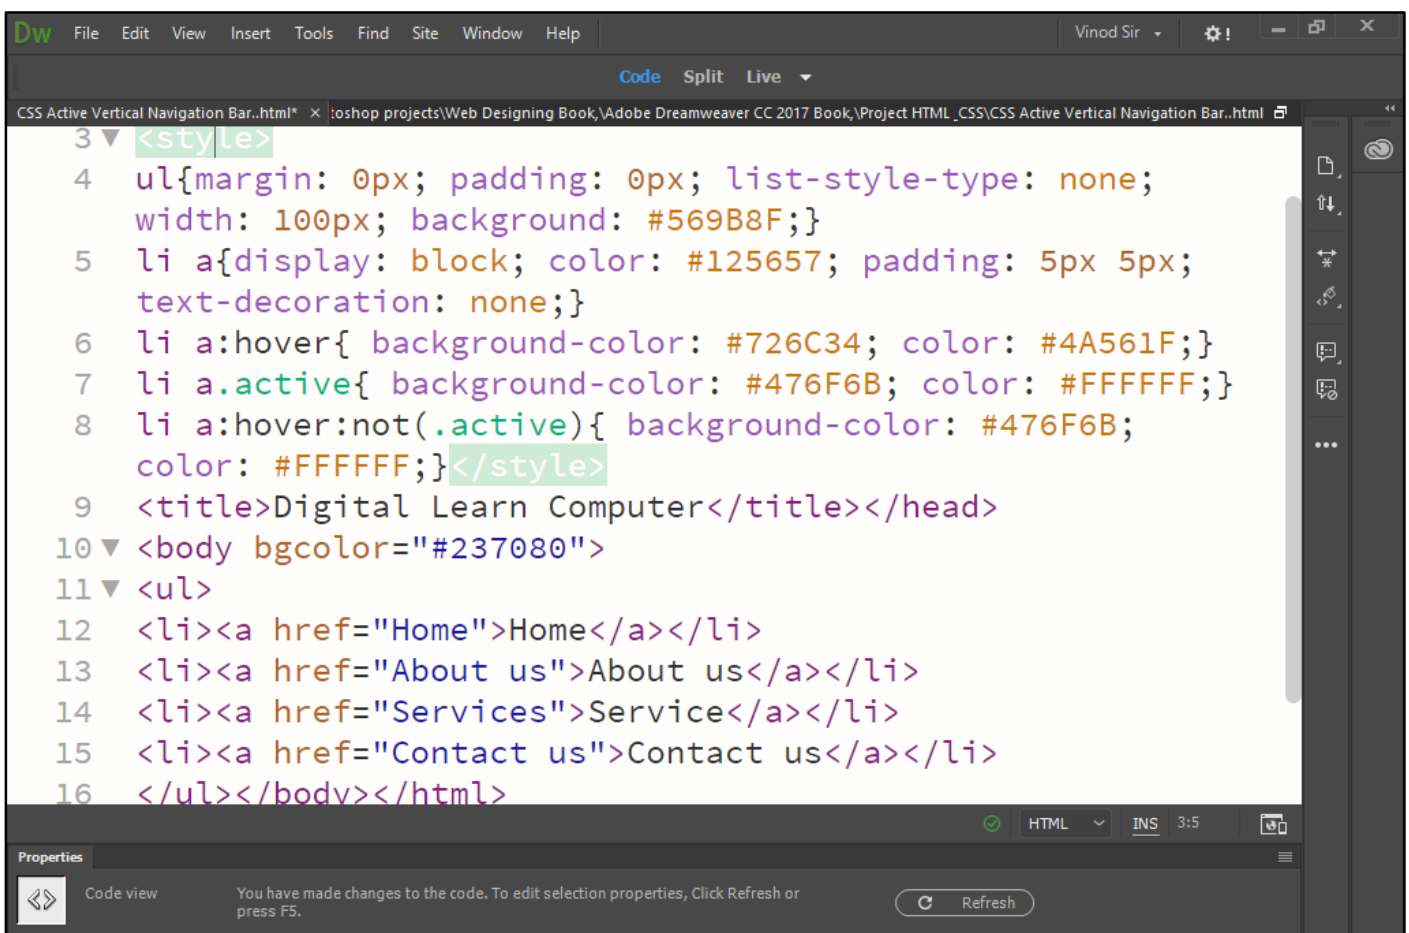 Dw File Edit View Insert Tools Find Site Window Help Vinod Sir !
Code Split Live
CSS Active Vertical Navigation Bar..html* × toshop projects\Web Designing Book,\Adobe Dreamweaver CC 2017 Book,\Project HTML_CSS\CSS Active Vertical Navigation Bar..html
3 <style>
4 ul{margin: 0px; padding: 0px; list-style-type: none;
width: 100px; background: #569B8F;}
5 li a{display: block; color: #125657; padding: 5px 5px;
text-decoration: none;}
6 li a:hover{ background-color: #726C34; color: #4A561F;}
7 li a.active{ background-color: #476F6B; color: #FFFFFF;}
8 li a:hover:not(.active){ background-color: #476F6B;
color: #FFFFFF;}</style>
9 <title>Digital Learn Computer</title></head>
10 <body bgcolor="#237080">
11 <ul>
12 <li><a href="Home">Home</a></li>
13 <li><a href="About us">About us</a></li>
14 <li><a href="Services">Service</a></li>
15 <li><a href="Contact us">Contact us</a></li>
16 </ul></body></html>
HTML INS 3:5
Properties
Code view You have made changes to the code. To edit selection properties, Click Refresh or
press F5.
Refresh